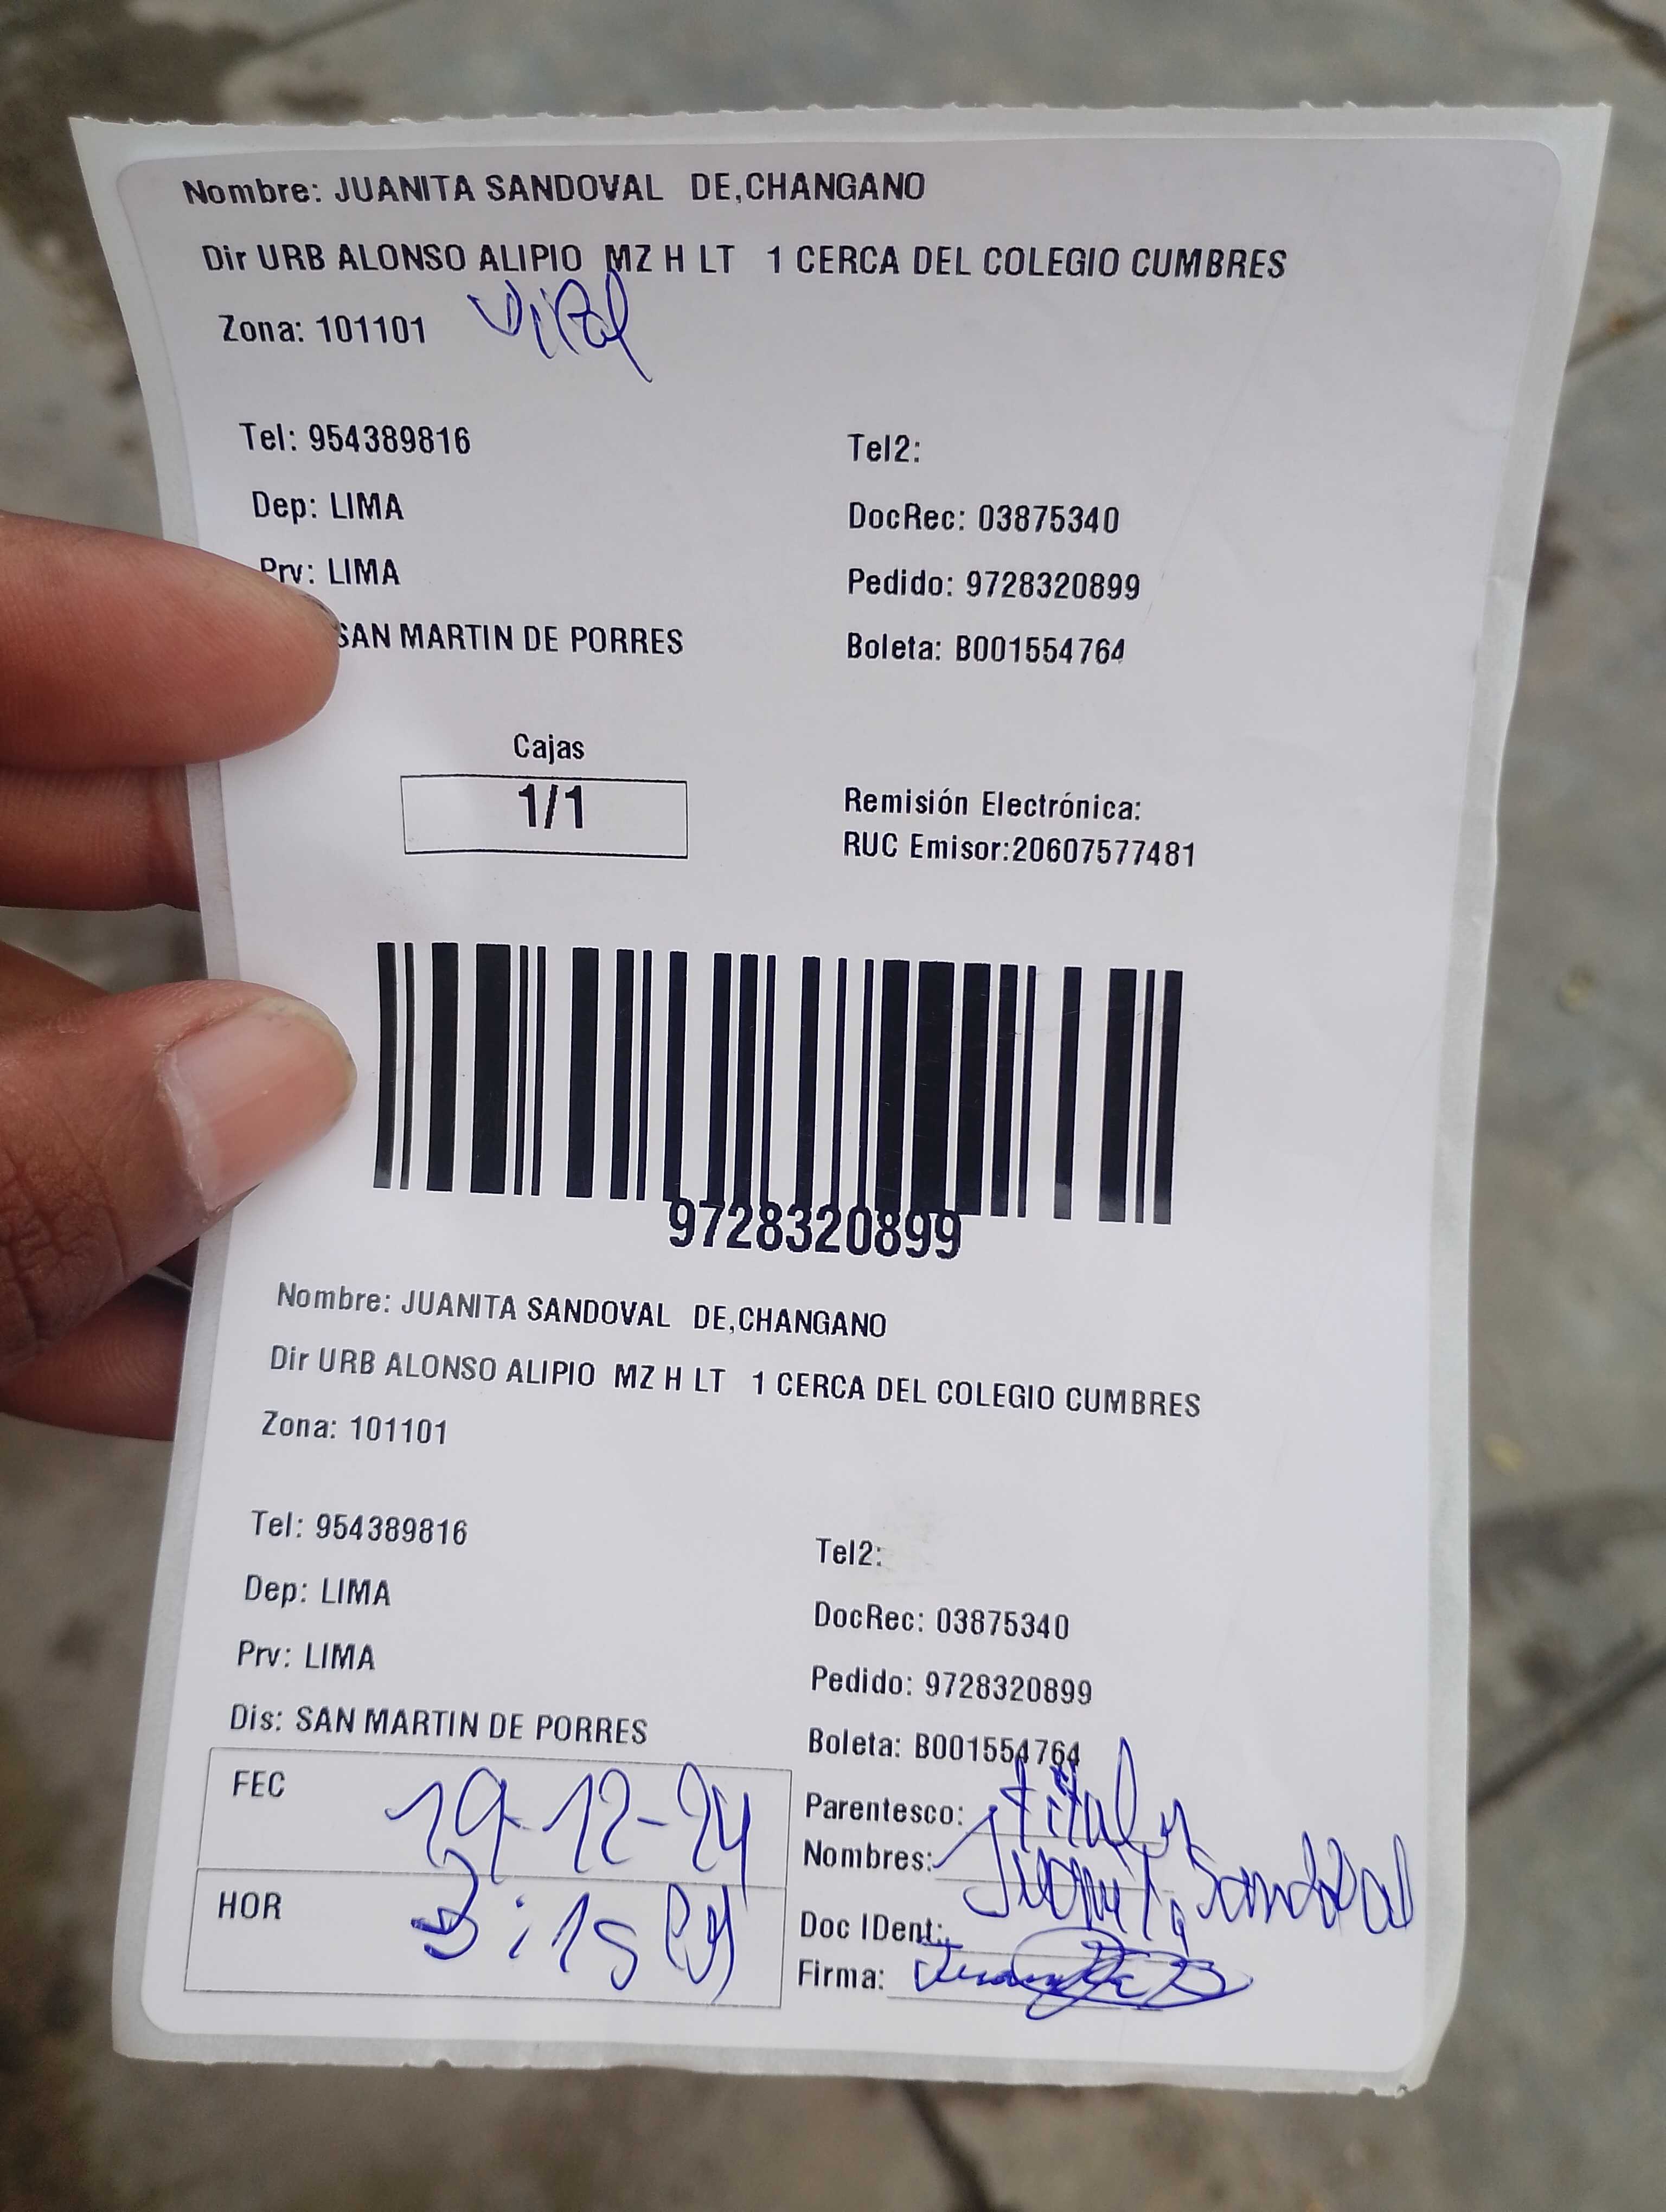 Nombre: JUANITA SANDOVAL DE,CHANGANO
Dir URB ALONSO ALIPIO MZ H LT 1 CERCA DEL COLEGIO CUMBRES
Zona: 101101
Tel: 954389816 Tel2:
Dep: LIMA DocRec: 03875340
Prv: LIMA Pedido: 9728320899
SAN MARTIN DE PORRES Boleta: B001554764
Cajas
1/1
Remisión Electrónica:
RUC Emisor:20607577481
9728320899
Nombre: JUANITA SANDOVAL DE,CHANGANO
Dir URB ALONSO ALIPIO MZ H LT 1 CERCA DEL COLEGIO CUMBRES
Zona: 101101
Tel: 954389816 Tel2:
Dep: LIMA DocRec: 03875340
Prv: LIMA Pedido: 9728320899
Dis: SAN MARTIN DE PORRES Boleta: B001554764
FEC 19-12-24
Parentesco: Tital
Nombres: Juanita Sandoval
HOR 3:15
Doc IDent:
Firma: